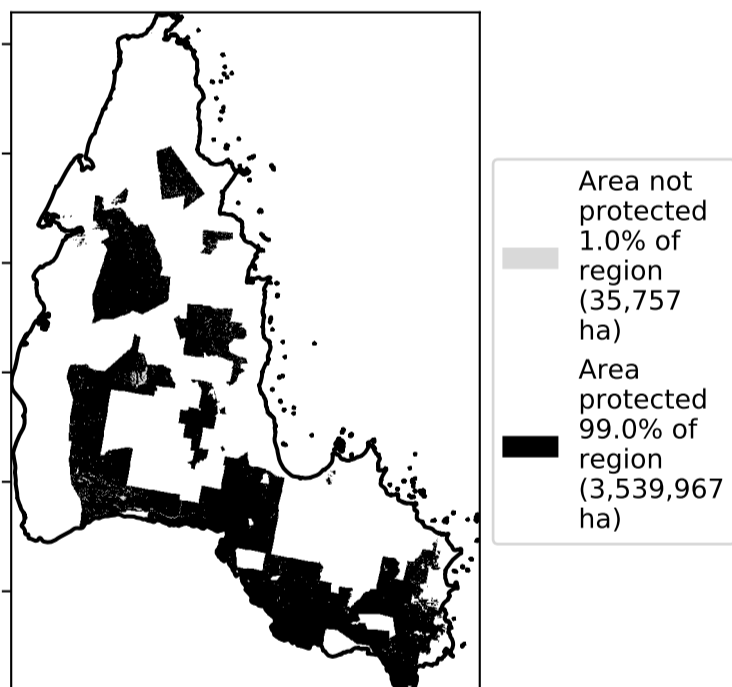 Area not
protected
1.0% of
region
(35,757
ha)
Area
protected
99.0% of
region
(3,539,967
ha)